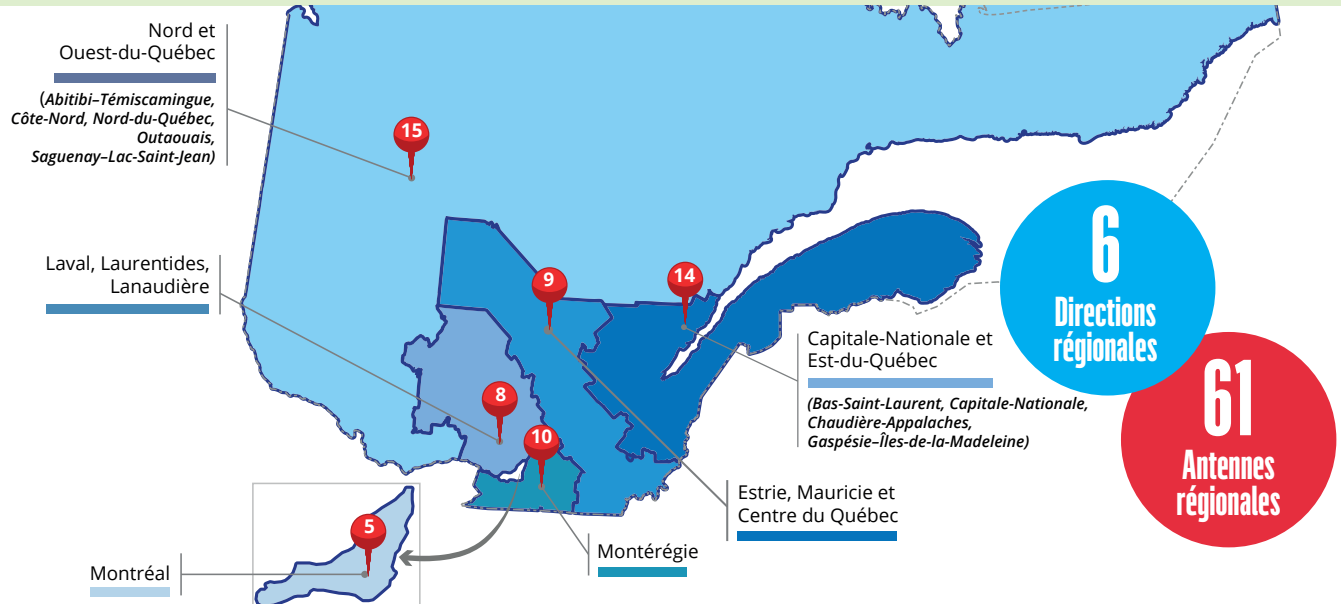 Nord et
Ouest-du-Québec
(Abitibi–Témiscamingue,
Côte-Nord, Nord-du-Québec,
Outaouais,
Saguenay–Lac-Saint-Jean)
15
Laval, Laurentides,
Lanaudière
9
14
8
10
Capitale-Nationale et
Est-du-Québec
(Bas-Saint-Laurent, Capitale-Nationale,
Chaudière-Appalaches,
Gaspésie–Îles-de-la-Madeleine)
6
Directions
régionales
61
Antennes
régionales
Estrie, Mauricie et
Centre du Québec
Montérégie
5
Montréal